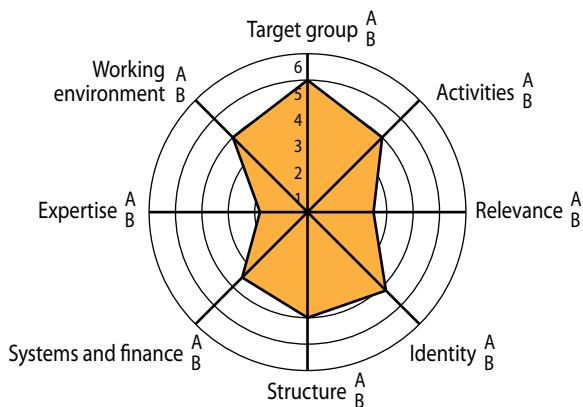 Target group A
B
6
5
4
3
2
1
Activities A
B
Relevance A
B
Identity A
B
Structure A
B
Systems and finance A
B
Expertise A
B
Working
environment A
B